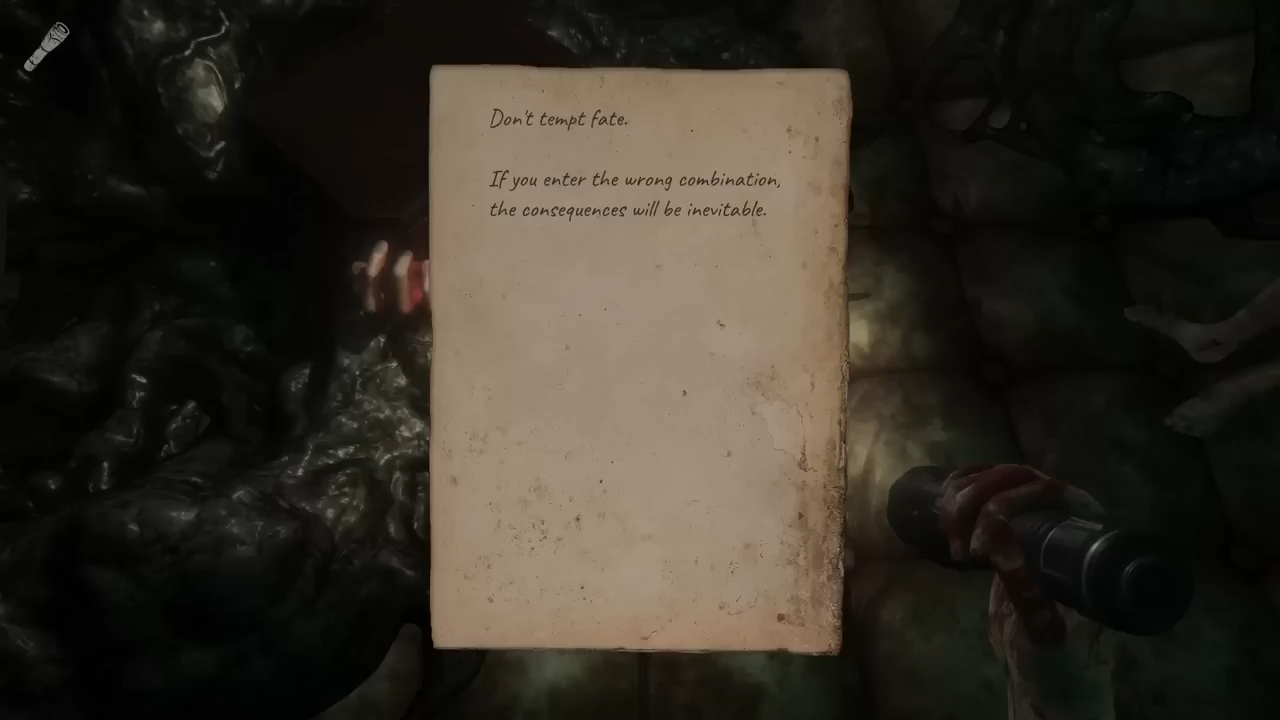 Don't tempt fate.
If you enter the wrong combination,
the consequences will be inevitable.